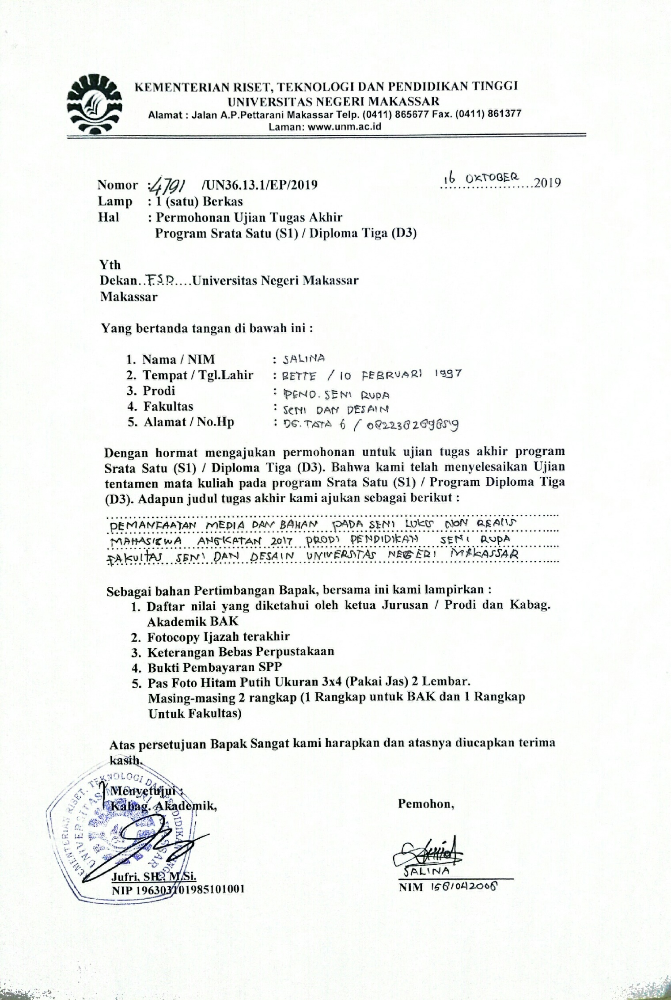 KEMENTERIAN RISET, TEKNOLOGI DAN PENDIDIKAN TINGGI
UNIVERSITAS NEGERI MAKASSAR
Alamat : Jalan A.P.Pettarani Makassar Telp. (0411) 865677 Fax. (0411) 861377
Laman: www.unm.ac.id
Nomor : 4791 /UN36.13.1/EP/2019
16 OKTOBER 2019
Lamp : 1 (satu) Berkas
Hal : Permohonan Ujian Tugas Akhir
Program Srata Satu (S1) / Diploma Tiga (D3)
Yth
Dekan..F.S.D....Universitas Negeri Makassar
Makassar
Yang bertanda tangan di bawah ini :
1. Nama / NIM : SALINA
2. Tempat / Tgl.Lahir : BETTE / 10 FEBRUARI 1997
3. Prodi : PEND. SENI RUPA
4. Fakultas : SENI DAN DESAIN
5. Alamat / No.Hp : DG. TATA 6 /
Dengan hormat mengajukan permohonan untuk ujian tugas akhir program
Srata Satu (S1) / Diploma Tiga (D3). Bahwa kami telah menyelesaikan Ujian
tentamen mata kuliah pada program Srata Satu (S1) / Program Diploma Tiga
(D3). Adapun judul tugas akhir kami ajukan sebagai berikut :
PEMANFAATAN MEDIA DAN BAHAN PADA SENI LUKIS NON REALIS
MAHASISWA ANGKATAN 2017 PRODI PENDIDIKAN SENI RUPA
FAKULTAS SENI DAN DESAIN UNIVERSITAS NEGERI MAKASSAR
Sebagai bahan Pertimbangan Bapak, bersama ini kami lampirkan :
1. Daftar nilai yang diketahui oleh ketua Jurusan / Prodi dan Kabag.
Akademik BAK
2. Fotocopy Ijazah terakhir
3. Keterangan Bebas Perpustakaan
4. Bukti Pembayaran SPP
5. Pas Foto Hitam Putih Ukuran 3x4 (Pakai Jas) 2 Lembar.
Masing-masing 2 rangkap (1 Rangkap untuk BAK dan 1 Rangkap
Untuk Fakultas)
Atas persetujuan Bapak Sangat kami harapkan dan atasnya diucapkan terima
kasih.
KEMENTERIAN RISET, TEKNOLOGI DAN PENDIDIKAN TINGGI
UNIVERSITAS NEGERI MAKASSAR
Menyetujui :
Kabag. Akademik,
Jufri, SH., M.Si.
NIP 196303101985101001
Pemohon,
SALINA
NIM 1581042006